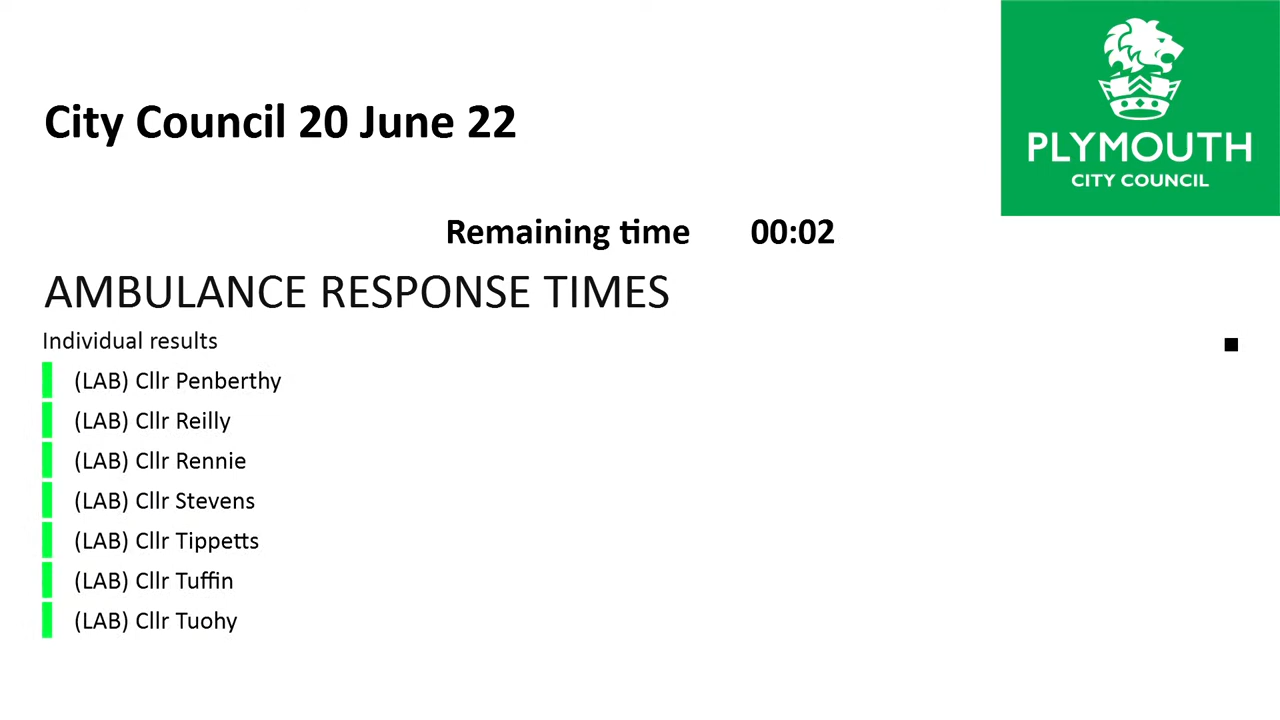 City Council 20 June 22
PLYMOUTH
CITY COUNCIL
Remaining time 00:02
AMBULANCE RESPONSE TIMES
Individual results
(LAB) Cllr Penberthy
(LAB) Cllr Reilly
(LAB) Cllr Rennie
(LAB) Cllr Stevens
(LAB) Cllr Tippetts
(LAB) Cllr Tuffin
(LAB) Cllr Tuohy